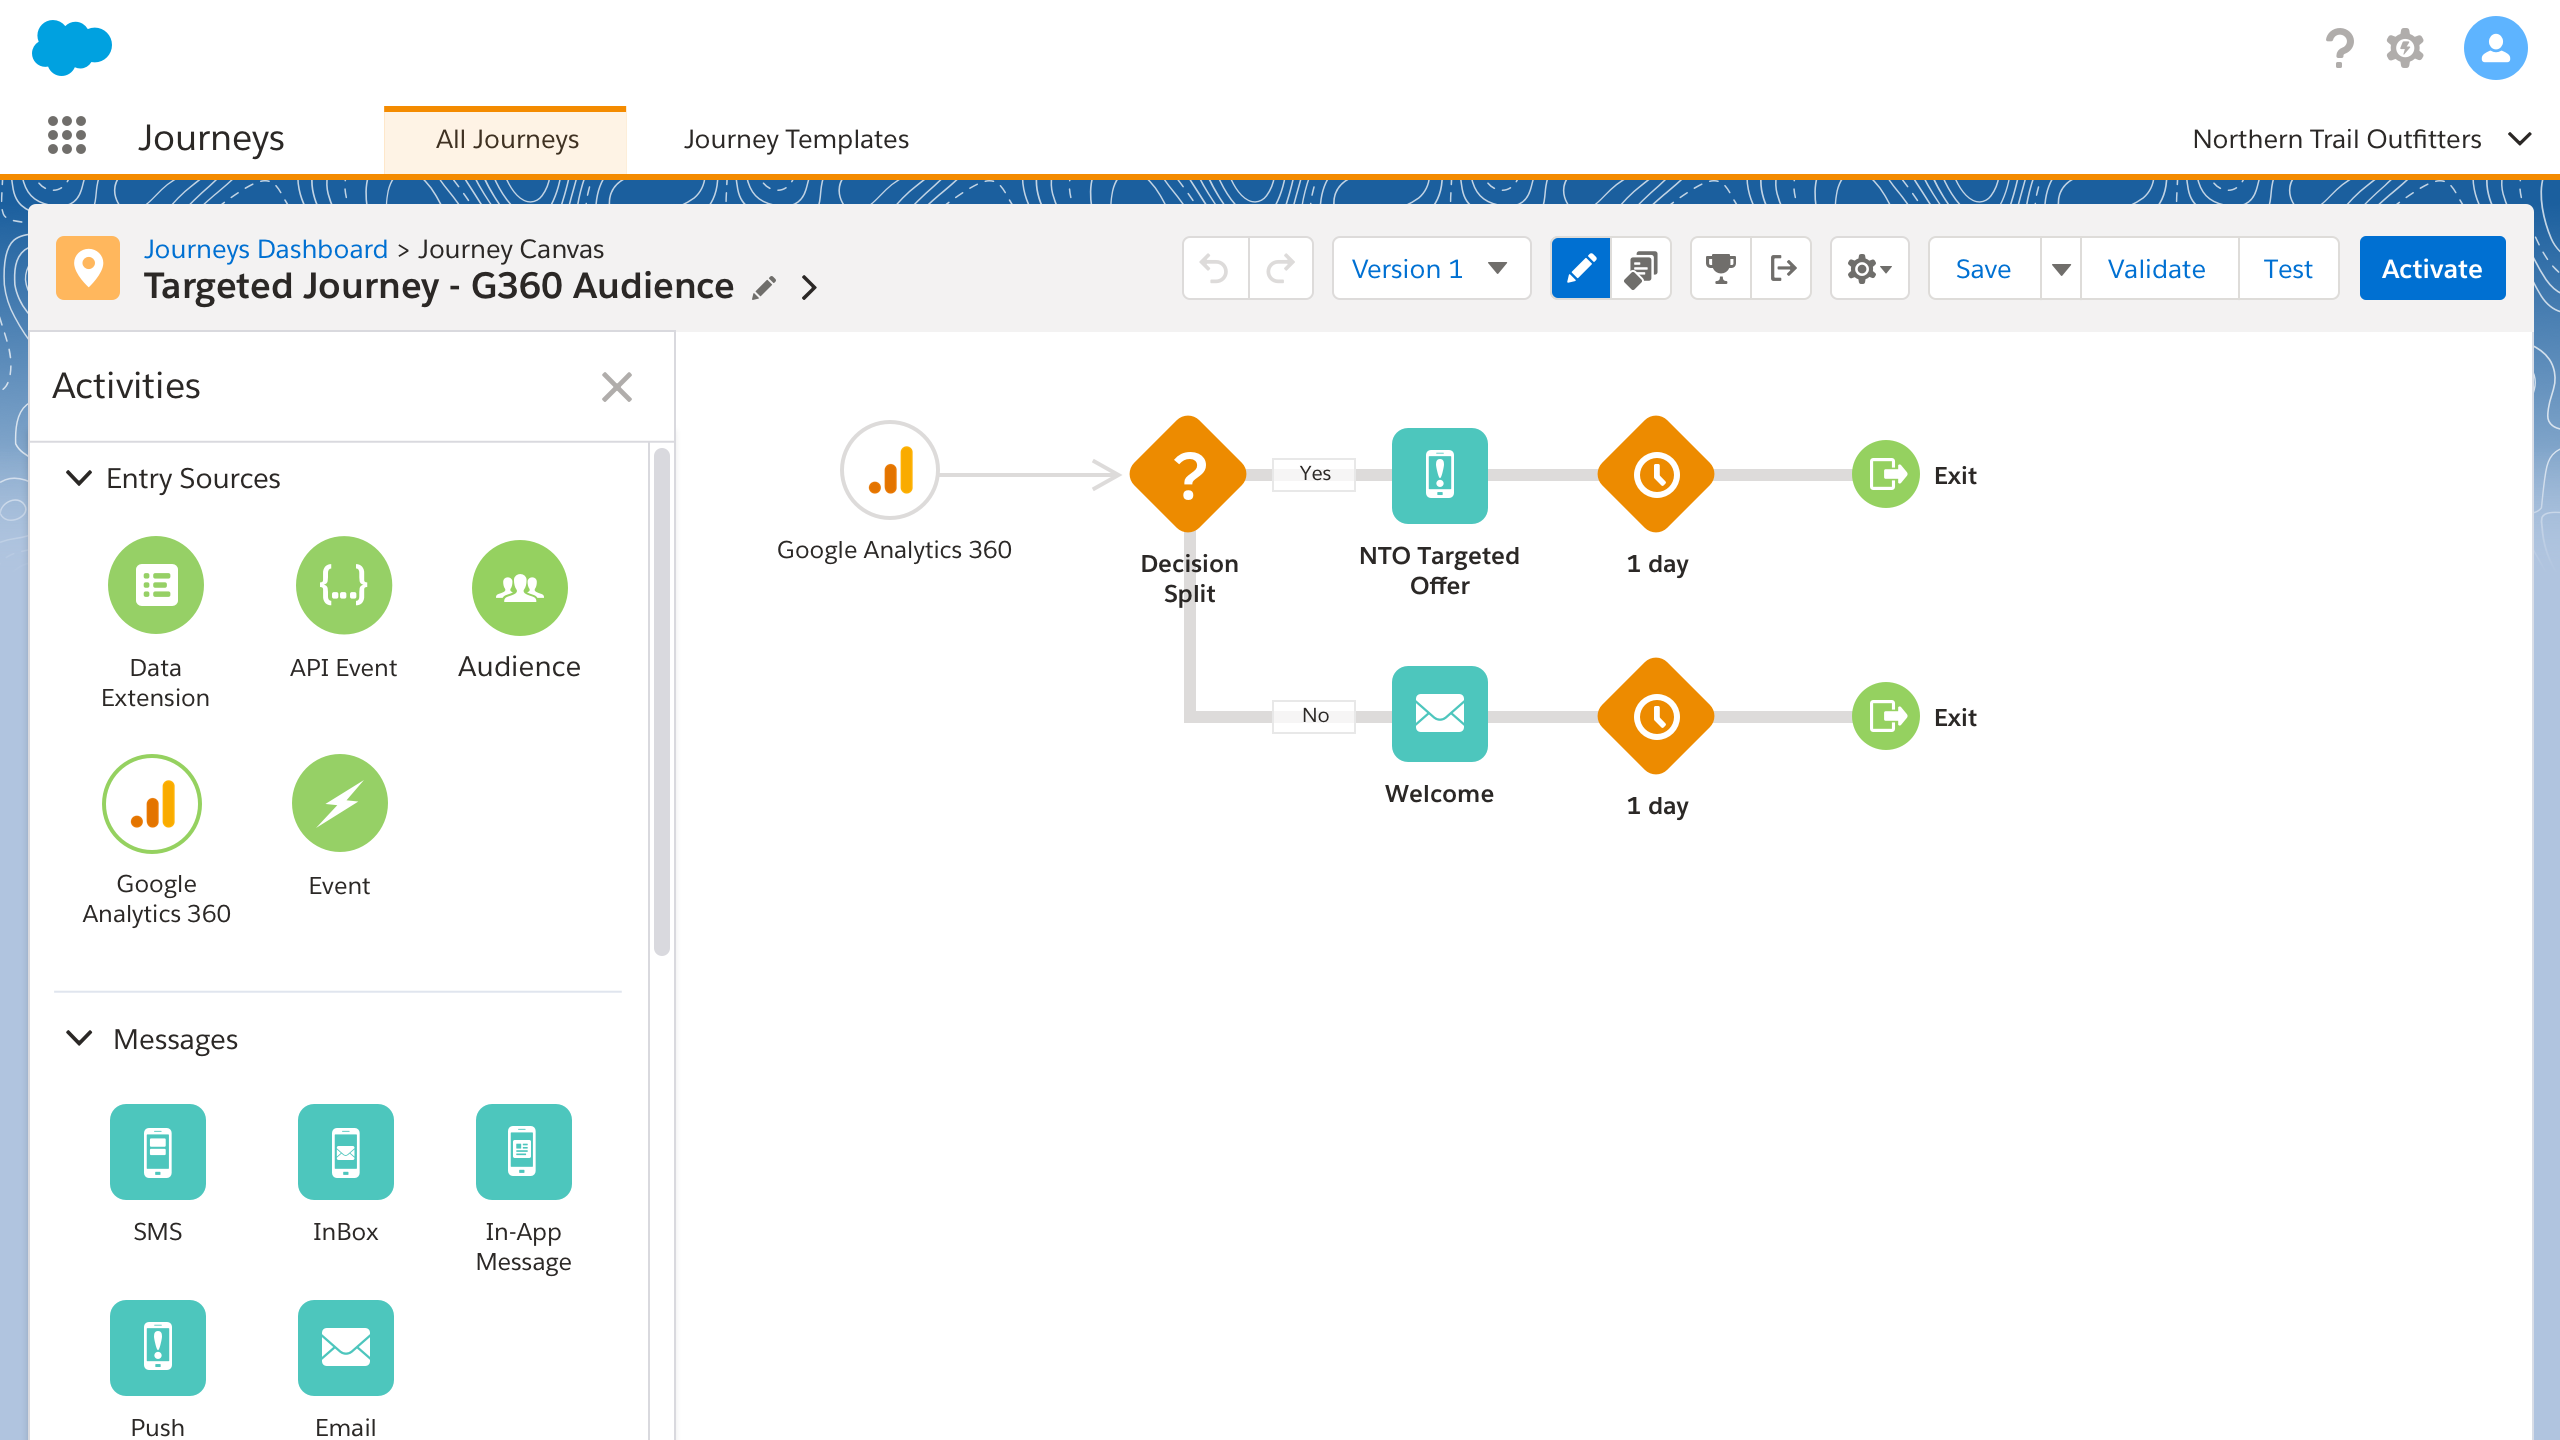 Journeys
All Journeys
Journey Templates
Northern Trail Outfitters
Journeys Dashboard > Journey Canvas
Targeted Journey - G360 Audience
Version 1
Save
Validate
Test
Activate
Activities
Entry Sources
Data
Extension
API Event
Audience
Google
Analytics 360
Event
Messages
SMS
InBox
In-App
Message
Push
Email
Google Analytics 360
Decision
Split
Yes
NTO Targeted
Offer
1 day
Exit
No
Welcome
1 day
Exit